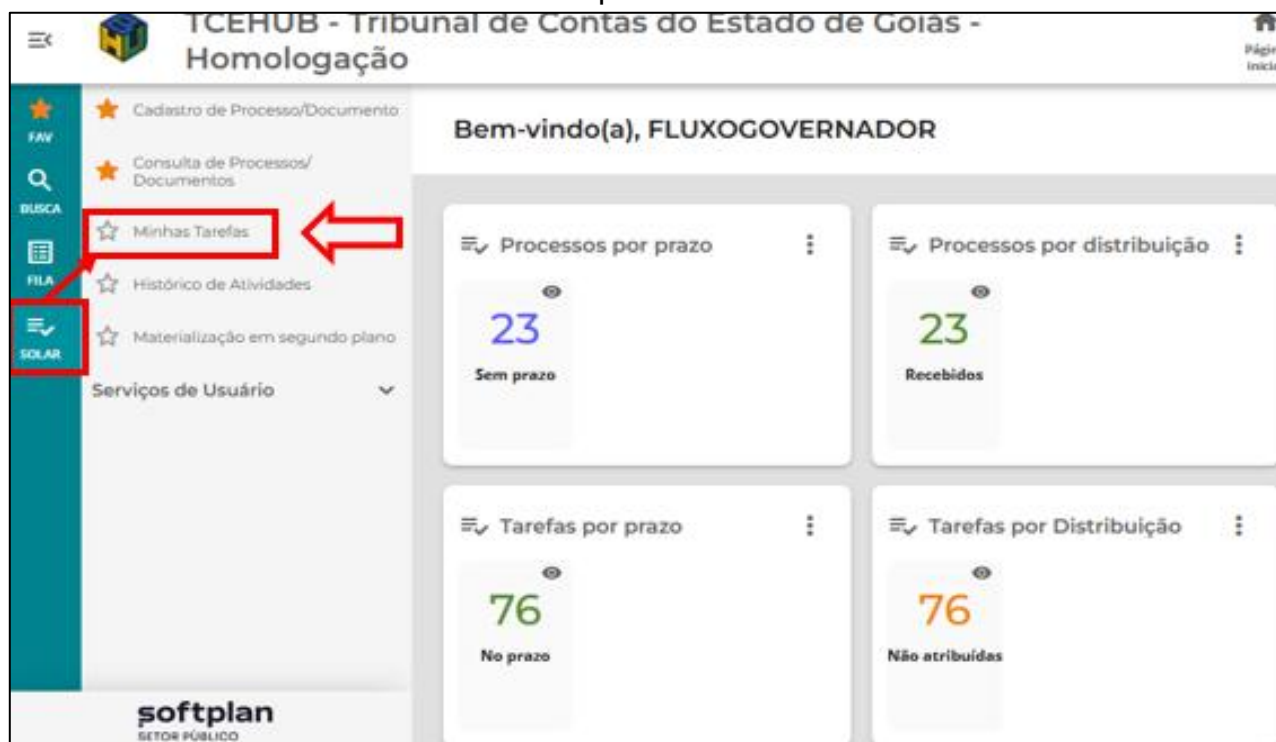 TCEHUB - Tribunal de Contas do Estado de Goiás -
Homologação
FAV
BUSCA
FILA
SOLAR
Cadastro de Processo/Documento
Consulta de Processos/
Documentos
Minhas Tarefas
Histórico de Atividades
Materialização em segundo plano
Serviços de Usuário
softplan
SETOR PÚBLICO
Bem-vindo(a), FLUXOGOVERNADOR
Processos por prazo
23
Sem prazo
Processos por distribuição
23
Recebidos
Tarefas por prazo
76
No prazo
Tarefas por Distribuição
76
Não atribuídas